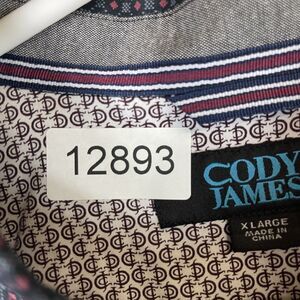 12893
CODY
JAMES
X LARGE
MADE IN
CHINA